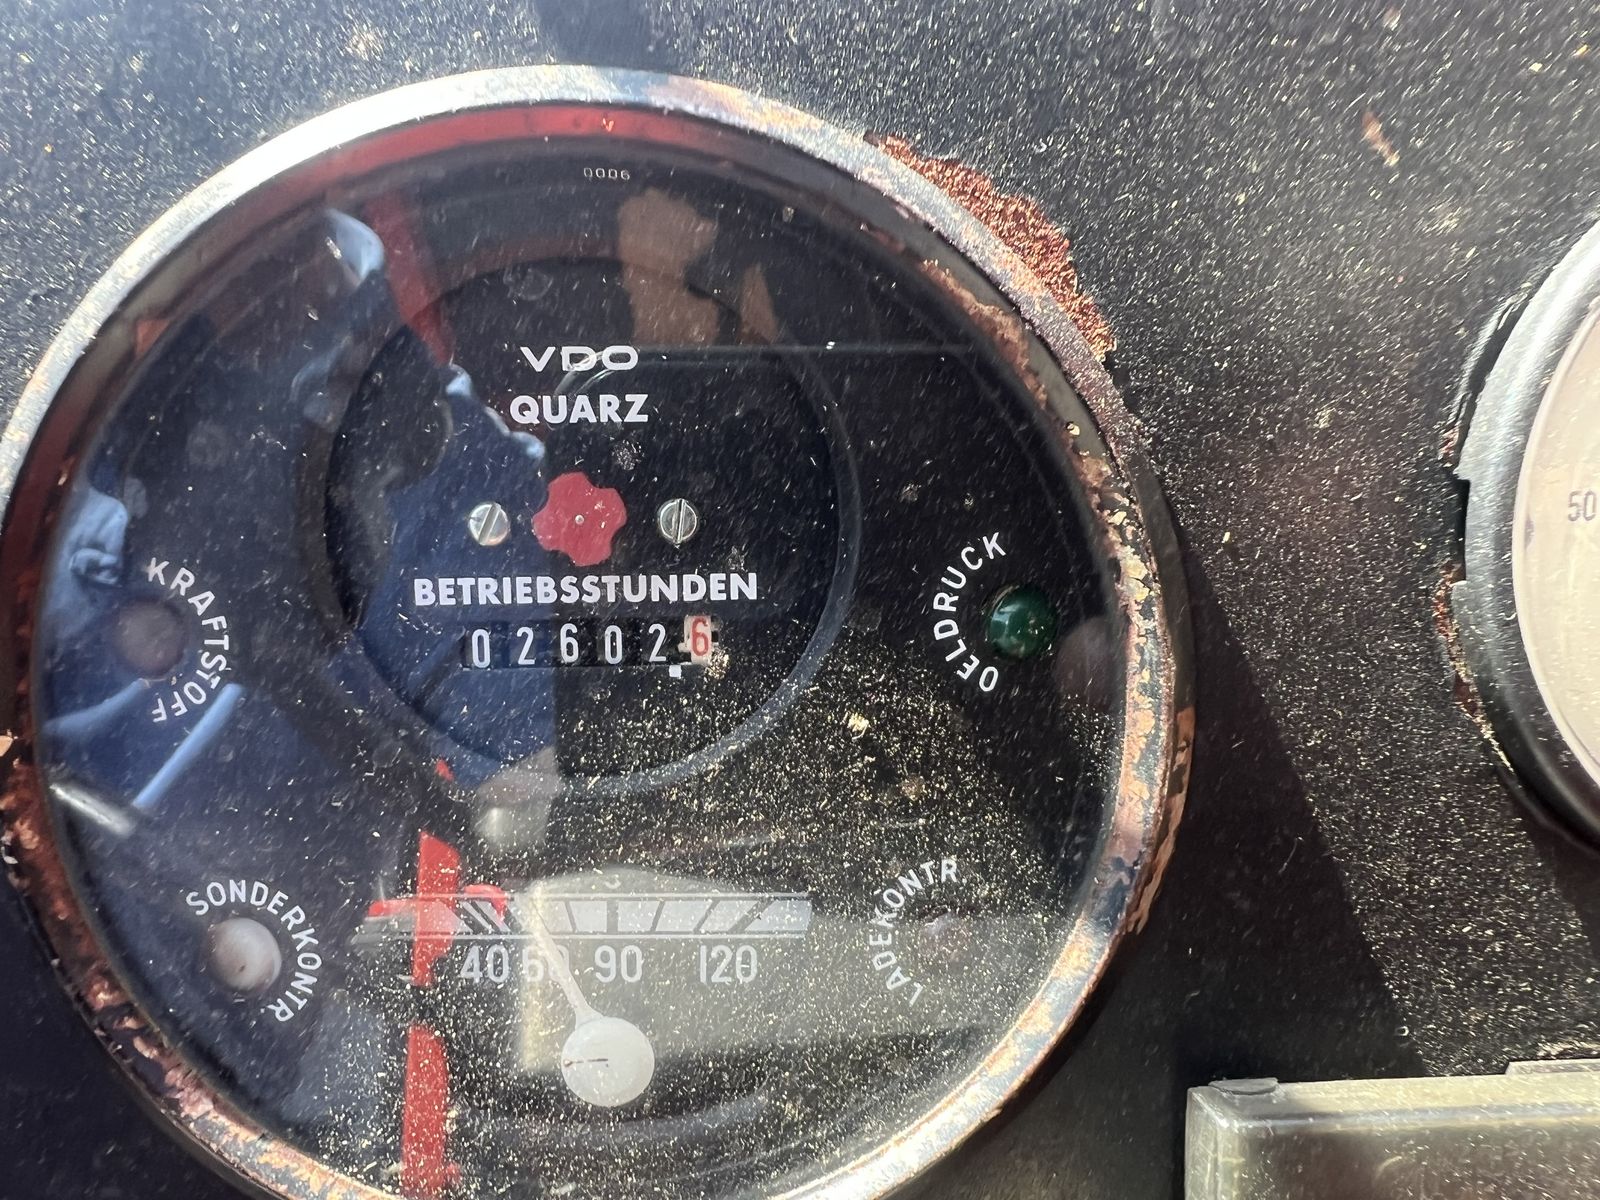 0006
VDO
QUARZ
BETRIEBSSTUNDEN
02602.6
KRAFTSTOFF
OELDRUCK
SONDERKONTR
LADEKONTR
40 60 90 120
50